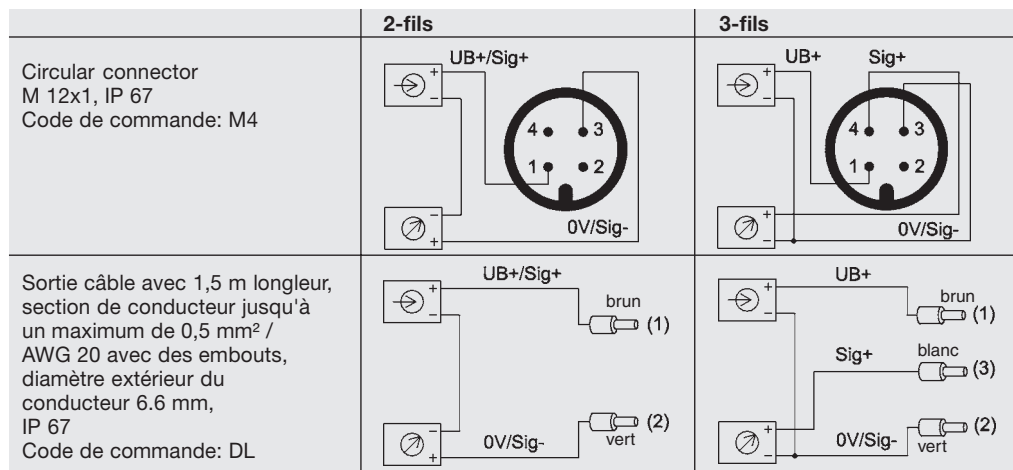 2-fils
3-fils
Circular connector
M 12x1, IP 67
Code de commande: M4
UB+/Sig+
+
−
4
3
1
2
−
+
0V/Sig-
UB+
Sig+
+
−
4
3
1
2
+
−
0V/Sig-
Sortie câble avec 1,5 m longleur,
section de conducteur jusqu'à
un maximum de 0,5 mm² /
AWG 20 avec des embouts,
diamètre extérieur du
conducteur 6.6 mm,
IP 67
Code de commande: DL
UB+/Sig+
+
−
brun
(1)
−
+
0V/Sig-
(2)
vert
UB+
+
−
brun
(1)
Sig+
blanc
(3)
+
−
0V/Sig-
(2)
vert